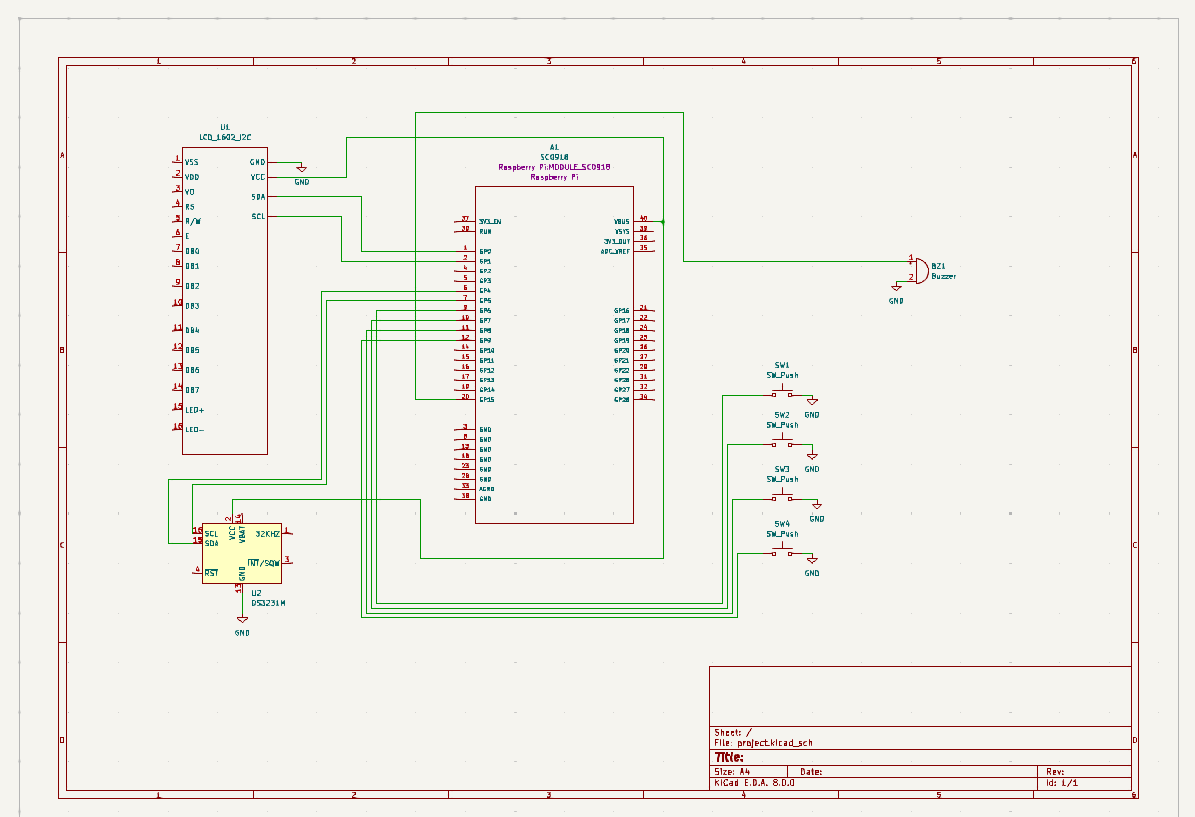 1 2 3 4 5 6
A
B
C
D
U1
LCD_1602_I2C
1 VSS
2 VDD
3 VO
4 RS
5 R/W
6 E
7 DB0
8 DB1
9 DB2
10 DB3
11 DB4
12 DB5
13 DB6
14 DB7
15 LED+
16 LED-
GND
VCC
SDA
SCL
GND
A1
SC0918
Raspberry Pi:MODULE_SC0918
Raspberry Pi
37 3V3_EN
30 RUN
1 GP0
2 GP1
4 GP2
5 GP3
6 GP4
7 GP5
9 GP6
10 GP7
11 GP8
12 GP9
14 GP10
15 GP11
16 GP12
17 GP13
19 GP14
20 GP15
3 GND
8 GND
13 GND
18 GND
23 GND
28 GND
33 AGND
38 GND
VBUS 40
VSYS 39
3V3_OUT 36
ADC_VREF 35
GP16 21
GP17 22
GP18 24
GP19 25
GP20 26
GP21 27
GP22 29
GP26 31
GP27 32
GP28 34
1
2
BZ1
Buzzer
GND
SW1
SW_Push
GND
SW2
SW_Push
GND
SW3
SW_Push
GND
SW4
SW_Push
GND
16 SCL
15 SDA
4 RST
2 VCC
14 VBAT
32KHZ 1
INT/SQW 3
GND 13
U2
DS3231M
GND
Sheet: /
File: project.kicad_sch
Title:
Size: A4 Date: Rev:
KiCad E.D.A. 8.0.0 Id: 1/1
A
B
C
D
1 2 3 4 5 6